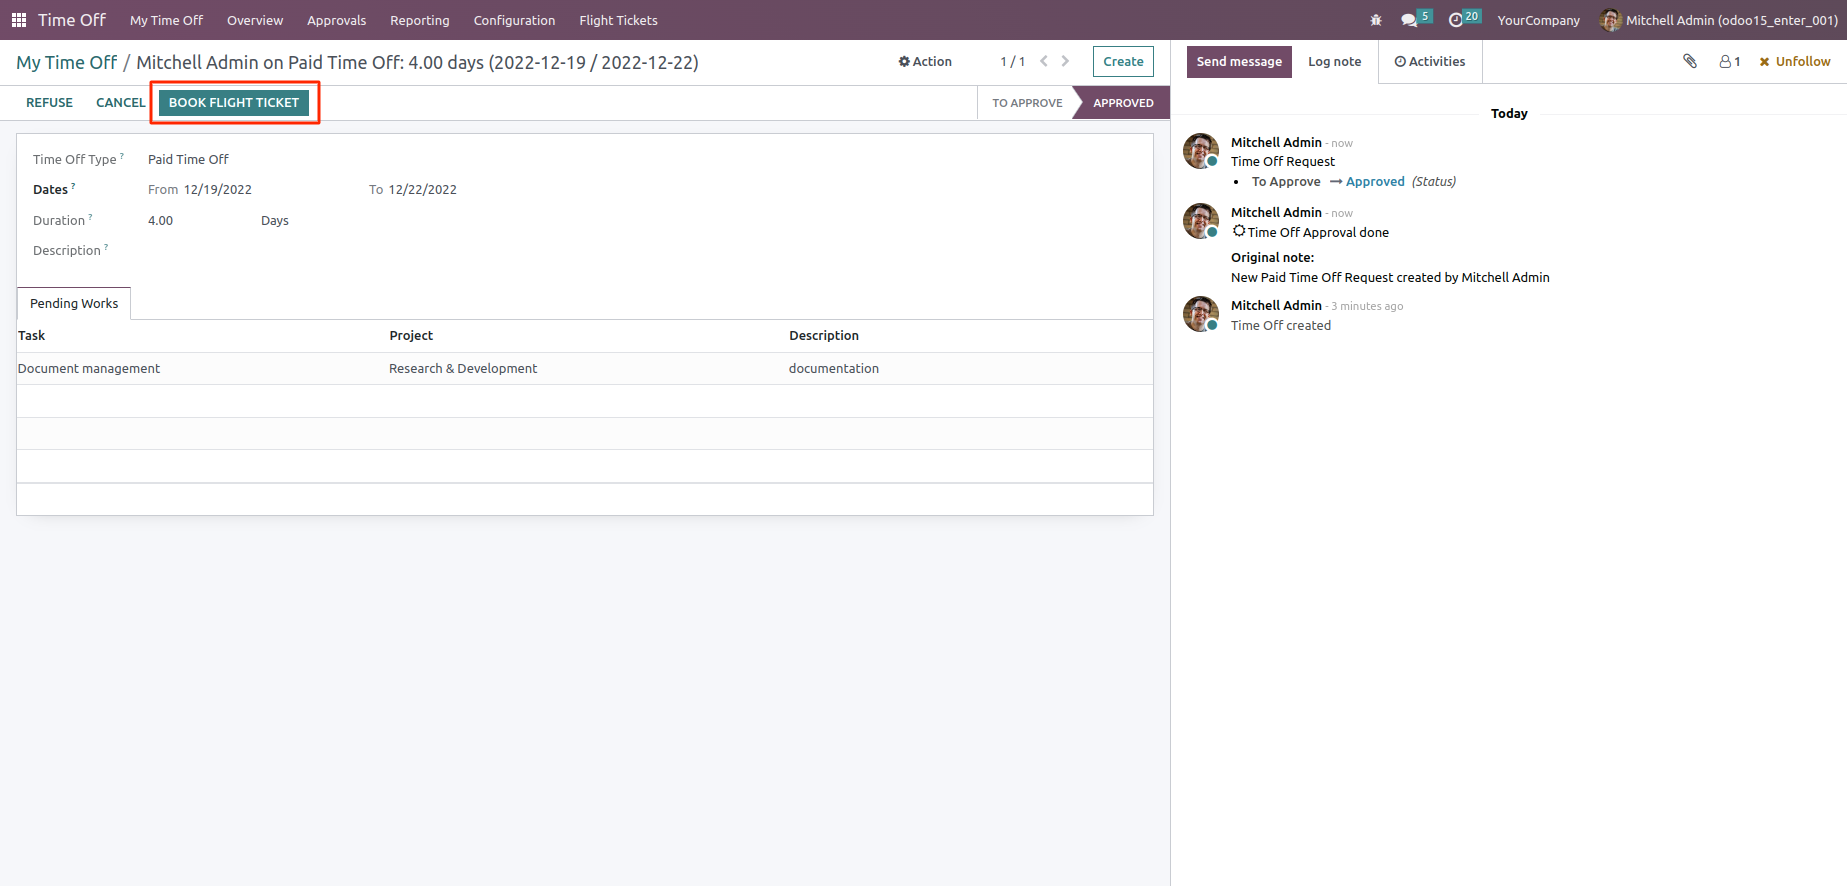 Time Off My Time Off Overview Approvals Reporting Configuration Flight Tickets 5 20 YourCompany Mitchell Admin (odoo15_enter_001)
My Time Off / Mitchell Admin on Paid Time Off: 4.00 days (2022-12-19 / 2022-12-22) Action 1 / 1 Create
REFUSE CANCEL BOOK FLIGHT TICKET TO APPROVE APPROVED
Time Off Type ? Paid Time Off
Dates ? From 12/19/2022 To 12/22/2022
Duration ? 4.00 Days
Description ?
Pending Works
Task Project Description
Document management Research & Development documentation
Send message Log note Activities 1 Unfollow
Today
Mitchell Admin - now
Time Off Request
• To Approve → Approved (Status)
Mitchell Admin - now
Time Off Approval done
Original note:
New Paid Time Off Request created by Mitchell Admin
Mitchell Admin - 3 minutes ago
Time Off created